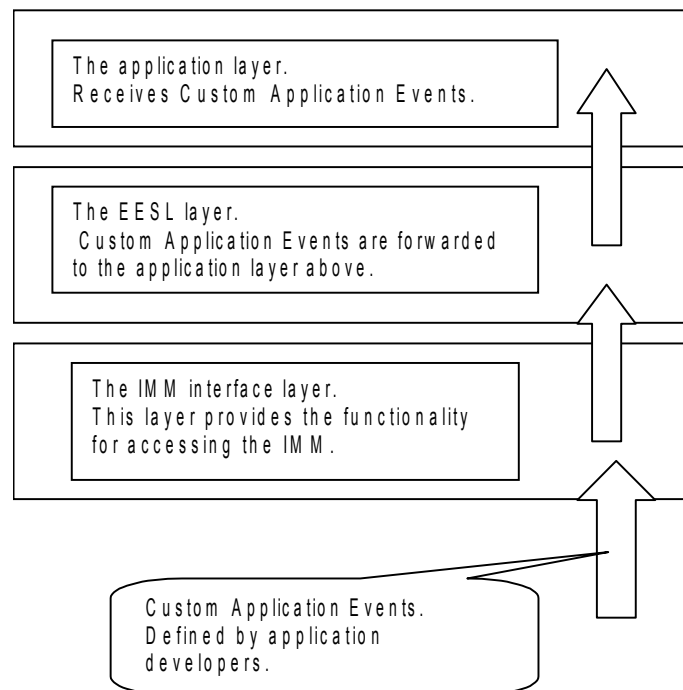 The application layer.
Receives Custom Application Events.
The EESL layer.
Custom Application Events are forwarded
to the application layer above.
The IMM interface layer.
This layer provides the functionality
for accessing the IMM.
Custom Application Events.
Defined by application
developers.